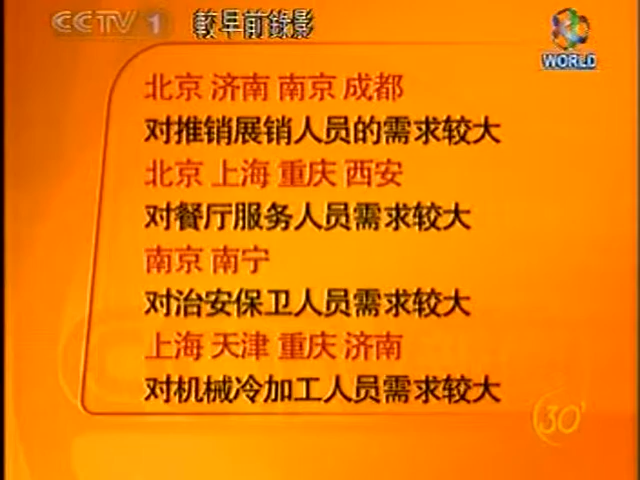 CCTV 1 較早前錄影
WORLD
北京 济南 南京 成都
对推销展销人员的需求较大
北京 上海 重庆 西安
对餐厅服务人员需求较大
南京 南宁
对治安保卫人员需求较大
上海 天津 重庆 济南
对机械冷加工人员需求较大
30'